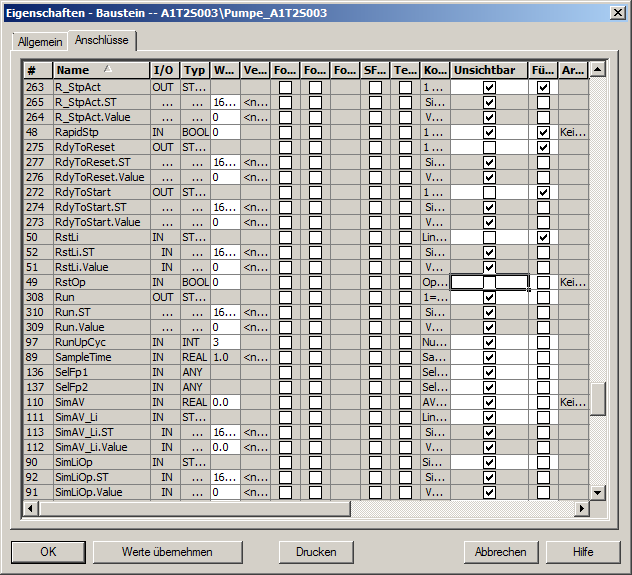 Eigenschaften - Baustein -- A1T2S003\Pumpe_A1T2S003
Allgemein Anschlüsse
# Name I/O Typ W... Ve... Fo... Fo... Fo... SF... Te... Ko... Unsichtbar Fü... Ar...
263 R_StpAct OUT ST... 1 ...
265 R_StpAct.ST ... ... 16... <n... Si...
264 R_StpAct.Value ... ... 0 <n... V...
48 RapidStp IN BOOL 0 1 ... Kei...
275 RdyToReset OUT ST... 1 ...
277 RdyToReset.ST ... ... 16... <n... Si...
276 RdyToReset.Value ... ... 0 <n... V...
272 RdyToStart OUT ST... 1 ...
274 RdyToStart.ST ... ... 16... <n... Si...
273 RdyToStart.Value ... ... 0 <n... V...
50 RstLi IN ST... Lin...
52 RstLi.ST IN ... 16... <n... Si...
51 RstLi.Value IN ... 0 <n... V...
49 RstOp IN BOOL 0 Op... Kei...
308 Run OUT ST... 1=...
310 Run.ST ... ... 16... <n... Si...
309 Run.Value ... ... 0 <n... V...
97 RunUpCyc IN INT 3 Nu...
89 SampleTime IN REAL 1.0 <n... Sa...
136 SelFp1 IN ANY Sel...
137 SelFp2 IN ANY Sel...
110 SimAV IN REAL 0.0 AV... Kei...
111 SimAV_Li IN ST... Lin...
113 SimAV_Li.ST IN ... 16... <n... Si...
112 SimAV_Li.Value IN ... 0.0 <n... V...
90 SimLiOp IN ST... Si...
92 SimLiOp.ST IN ... 16... <n... Si...
91 SimLiOp.Value IN ... 0 <n... V...
OK Werte übernehmen Drucken Abbrechen Hilfe